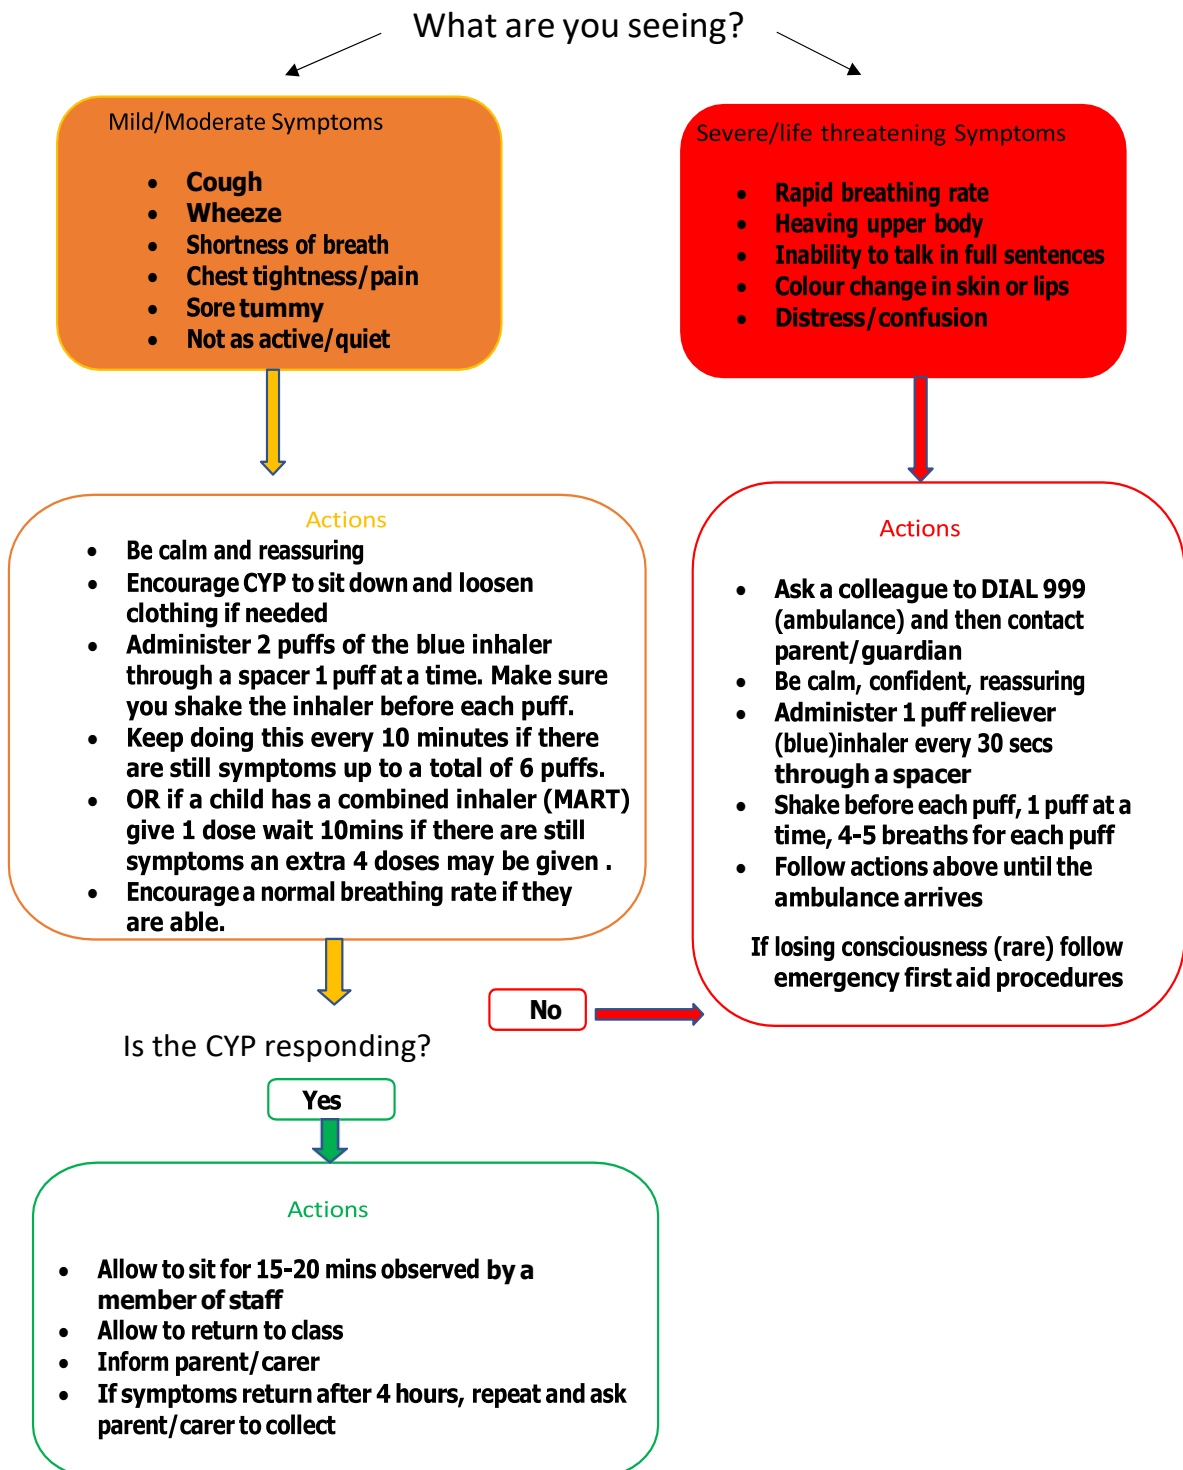 What are you seeing?
Mild/Moderate Symptoms
• Cough
• Wheeze
• Shortness of breath
• Chest tightness/pain
• Sore tummy
• Not as active/quiet
Severe/life threatening Symptoms
• Rapid breathing rate
• Heaving upper body
• Inability to talk in full sentences
• Colour change in skin or lips
• Distress/confusion
Actions
• Be calm and reassuring
• Encourage CYP to sit down and loosen
clothing if needed
• Administer 2 puffs of the blue inhaler
through a spacer 1 puff at a time. Make sure
you shake the inhaler before each puff.
• Keep doing this every 10 minutes if there
are still symptoms up to a total of 6 puffs.
• OR if a child has a combined inhaler (MART)
give 1 dose wait 10mins if there are still
symptoms an extra 4 doses may be given .
• Encourage a normal breathing rate if they
are able.
Actions
• Ask a colleague to DIAL 999
(ambulance) and then contact
parent/guardian
• Be calm, confident, reassuring
• Administer 1 puff reliever
(blue)inhaler every 30 secs
through a spacer
• Shake before each puff, 1 puff at a
time, 4-5 breaths for each puff
• Follow actions above until the
ambulance arrives
If losing consciousness (rare) follow
emergency first aid procedures
No
Is the CYP responding?
Yes
Actions
• Allow to sit for 15-20 mins observed by a
member of staff
• Allow to return to class
• Inform parent/carer
• If symptoms return after 4 hours, repeat and ask
parent/carer to collect